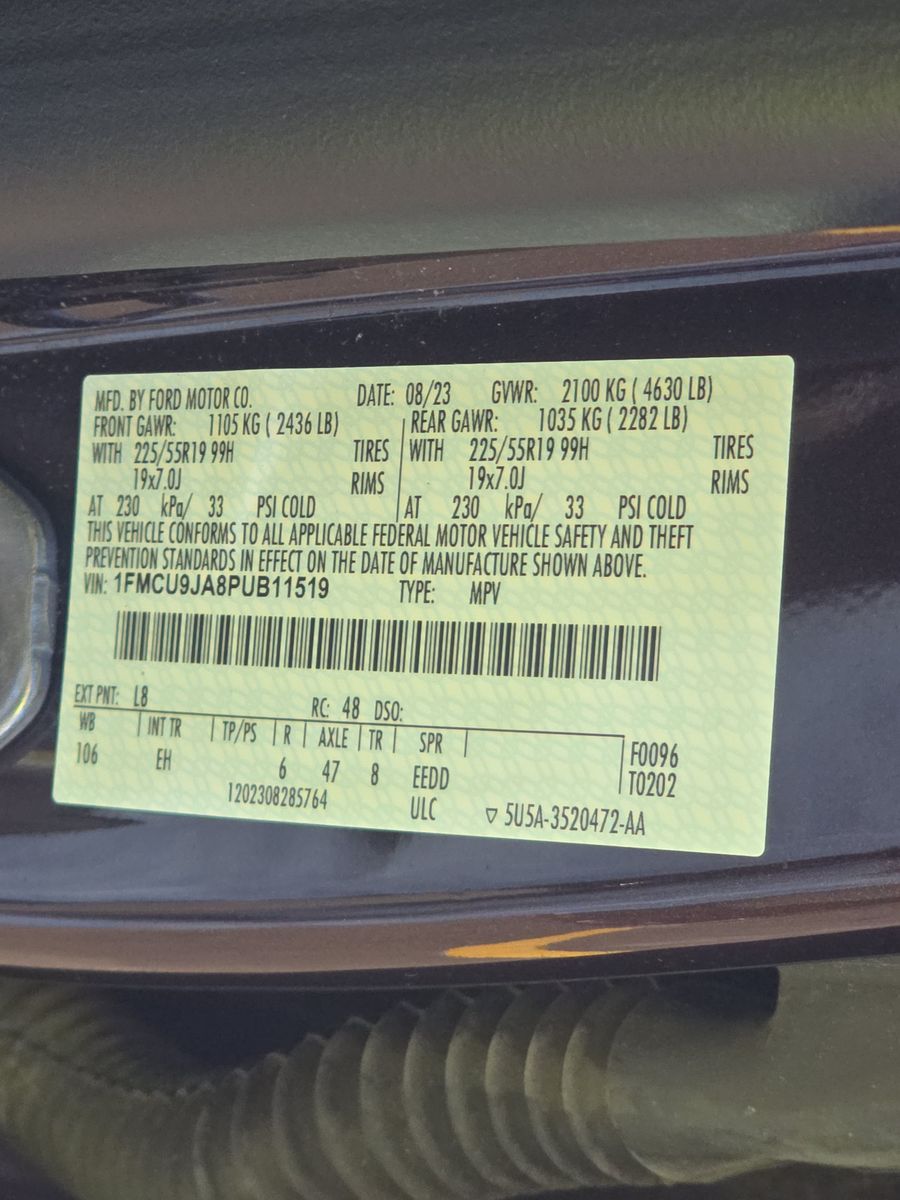 MFD. BY FORD MOTOR CO. DATE: 08/23 GVWR: 2100 KG ( 4630 LB)
FRONT GAWR: 1105 KG ( 2436 LB) REAR GAWR: 1035 KG ( 2282 LB)
WITH 225/55R19 99H TIRES WITH 225/55R19 99H TIRES
19x7.0J RIMS 19x7.0J RIMS
AT 230 kPa/ 33 PSI COLD AT 230 kPa/ 33 PSI COLD
THIS VEHICLE CONFORMS TO ALL APPLICABLE FEDERAL MOTOR VEHICLE SAFETY AND THEFT
PREVENTION STANDARDS IN EFFECT ON THE DATE OF MANUFACTURE SHOWN ABOVE.
VIN: 1FMCU9JA8PUB11519 TYPE: MPV
EXT PNT: L8 RC: 48 DSO:
WB INT TR TP/PS R AXLE TR SPR F0096
106 EH 6 47 8 EEDD T0202
1202308285764 ULC ▽ 5U5A-3520472-AA